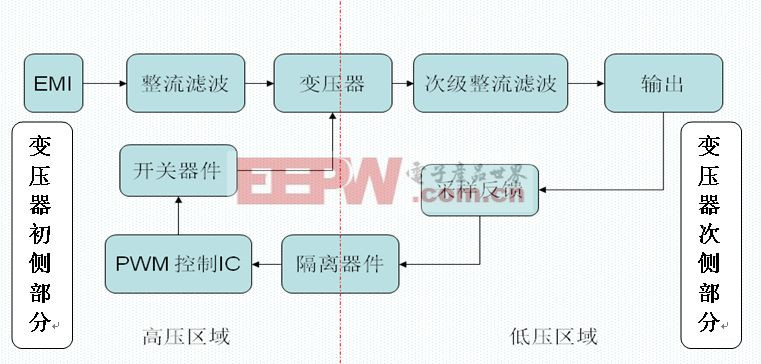 EMI
整流滤波
变压器
次级整流滤波
输出
变压器初侧部分
开关器件
EEPW
電子產品世界
.com.cn
采样反馈
变压器次侧部分
PWM 控制IC
隔离器件
高压区域
低压区域